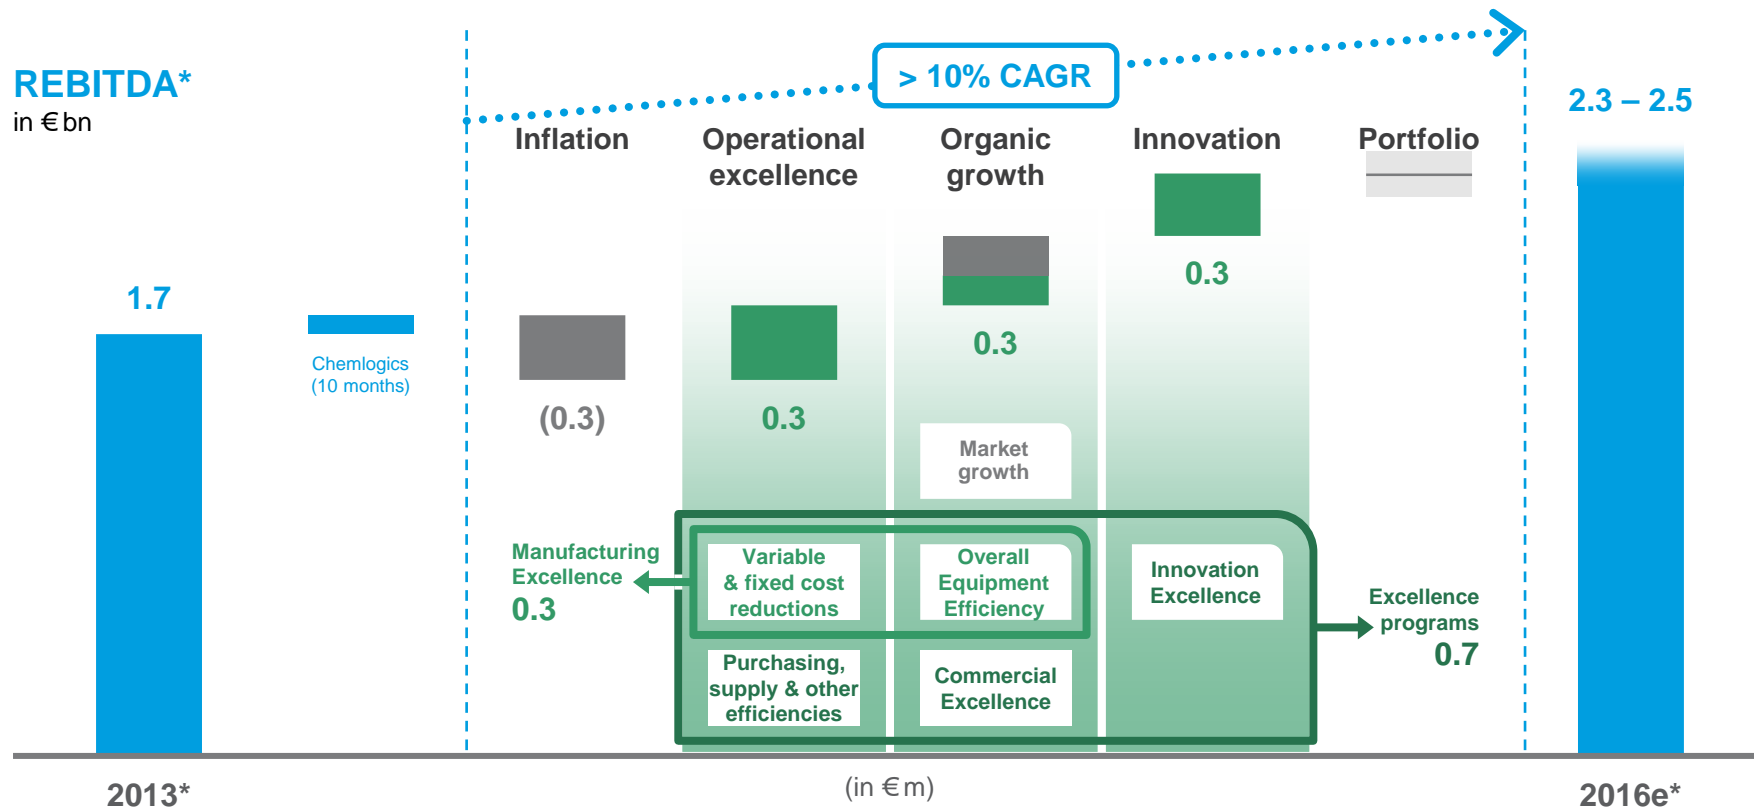 REBITDA*
in € bn
> 10% CAGR
2.3 – 2.5
Inflation
Operational
excellence
Organic
growth
Innovation
Portfolio
1.7
Chemlogics
(10 months)
(0.3)
0.3
0.3
0.3
Market
growth
Manufacturing
Excellence
0.3
Variable
& fixed cost
reductions
Overall
Equipment
Efficiency
Innovation
Excellence
Excellence
programs
0.7
Purchasing,
supply & other
efficiencies
Commercial
Excellence
2013*
(in € m)
2016e*